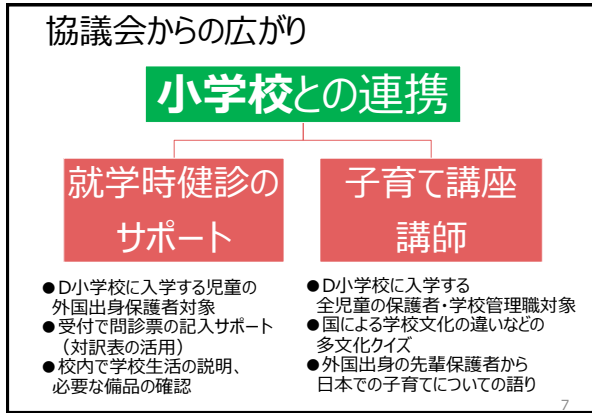 協議会からの広がり
小学校との連携
就学時健診の
サポート
●D小学校に入学する児童の
外国出身保護者対象
●受付で問診票の記入サポート
（対訳表の活用）
●校内で学校生活の説明、
必要な備品の確認
子育て講座
講師
●D小学校に入学する
全児童の保護者・学校管理職対象
●国による学校文化の違いなどの
多文化クイズ
●外国出身の先輩保護者から
日本での子育てについての語り
7